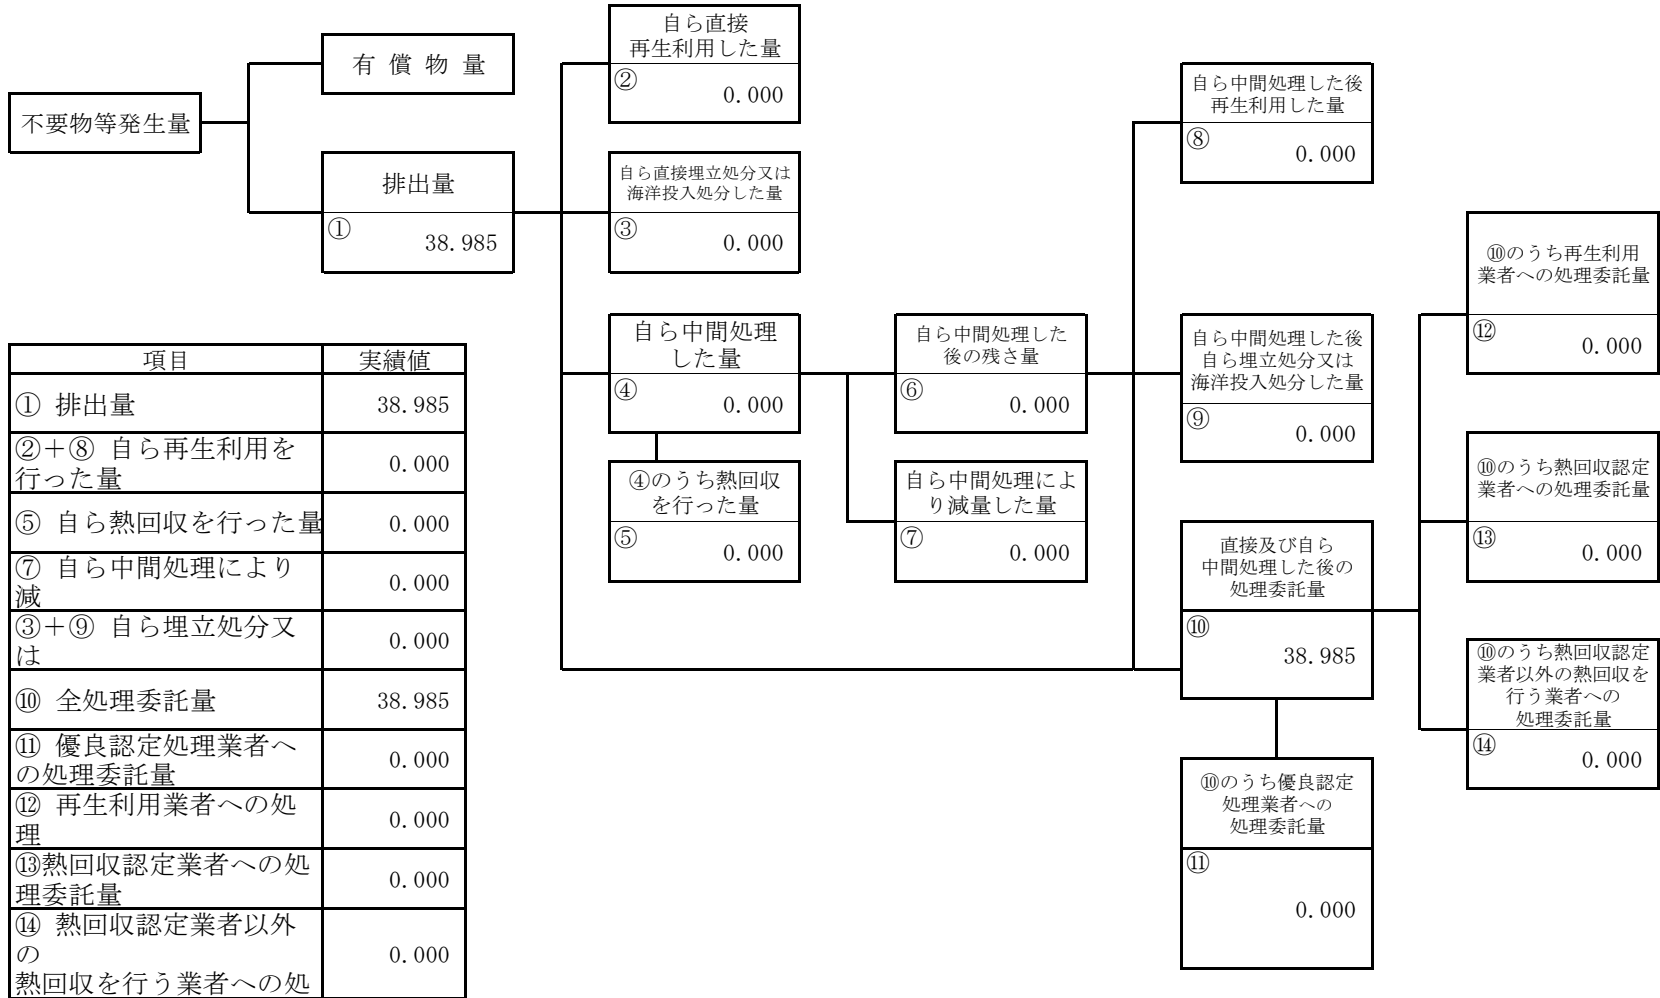 不要物等発生量
有 償 物 量
排出量
①
38.985
自ら直接
再生利用した量
②
0.000
自ら直接埋立処分又は
海洋投入処分した量
③
0.000
自ら中間処理
した量
④
0.000
④のうち熱回収
を行った量
⑤
0.000
自ら中間処理した
後の残さ量
⑥
0.000
自ら中間処理によ
り減量した量
⑦
0.000
自ら中間処理した後
再生利用した量
⑧
0.000
自ら中間処理した後
自ら埋立処分又は
海洋投入処分した量
⑨
0.000
直接及び自ら
中間処理した後の
処理委託量
⑩
38.985
⑩のうち優良認定
処理業者への
処理委託量
⑪
0.000
⑩のうち再生利用
業者への処理委託量
⑫
0.000
⑩のうち熱回収認定
業者への処理委託量
⑬
0.000
⑩のうち熱回収認定
業者以外の熱回収を
行う業者への
処理委託量
⑭
0.000
項目 実績値
① 排出量 38.985
②＋⑧ 自ら再生利用を
行った量 0.000
⑤ 自ら熱回収を行った量 0.000
⑦ 自ら中間処理により
減 0.000
③＋⑨ 自ら埋立処分又
は 0.000
⑩ 全処理委託量 38.985
⑪ 優良認定処理業者へ
の処理委託量 0.000
⑫ 再生利用業者への処
理 0.000
⑬熱回収認定業者への処
理委託量 0.000
⑭ 熱回収認定業者以外
の 0.000
熱回収を行う業者への処